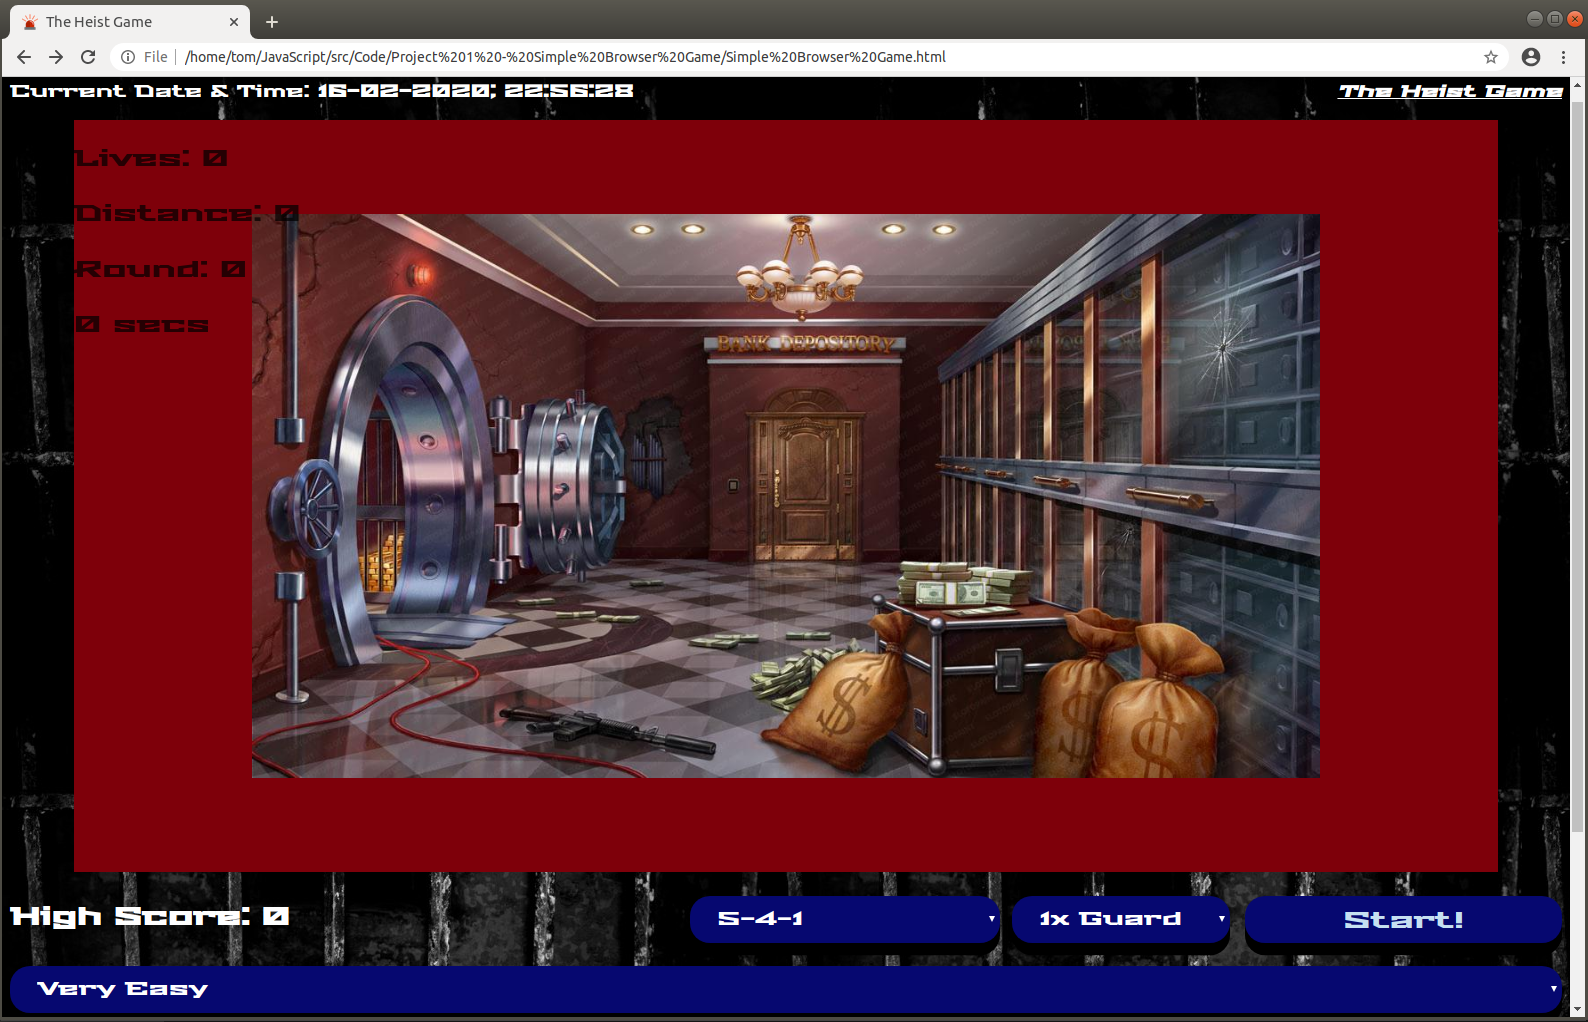 The Heist Game
File
/home/tom/JavaScript/src/Code/Project%201%20-%20Simple%20Browser%20Game/Simple%20Browser%20Game.html
Current Date & Time: 16-02-2020; 22:56:28
The Heist Game
Lives: 0
Distance: 0
Round: 0
0 secs
BANK DEPOSITORY
$
$
$
High Score: 0
5-4-1
1x Guard
Start!
Very Easy